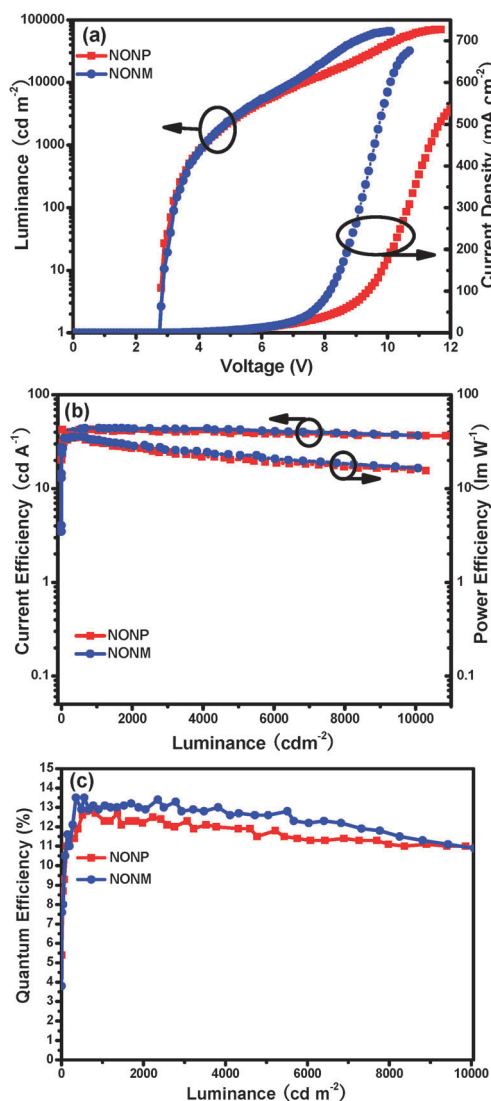 (a)
NONP
NONM
100000
10000
1000
100
10
1
Luminance (cd m⁻²)
700
600
500
400
300
200
100
0
Current Density (mA cm⁻²)
0 2 4 6 8 10 12
Voltage (V)
(b)
100
10
1
0.1
Current Efficiency (cd A⁻¹)
100
10
1
0.1
Power Efficiency (lm W⁻¹)
NONP
NONM
0 2000 4000 6000 8000 10000
Luminance (cdm⁻²)
(c)
NONP
NONM
15
14
13
12
11
10
9
8
7
6
5
4
3
2
1
0
Quantum Efficiency (%)
0 2000 4000 6000 8000 10000
Luminance (cd m⁻²)